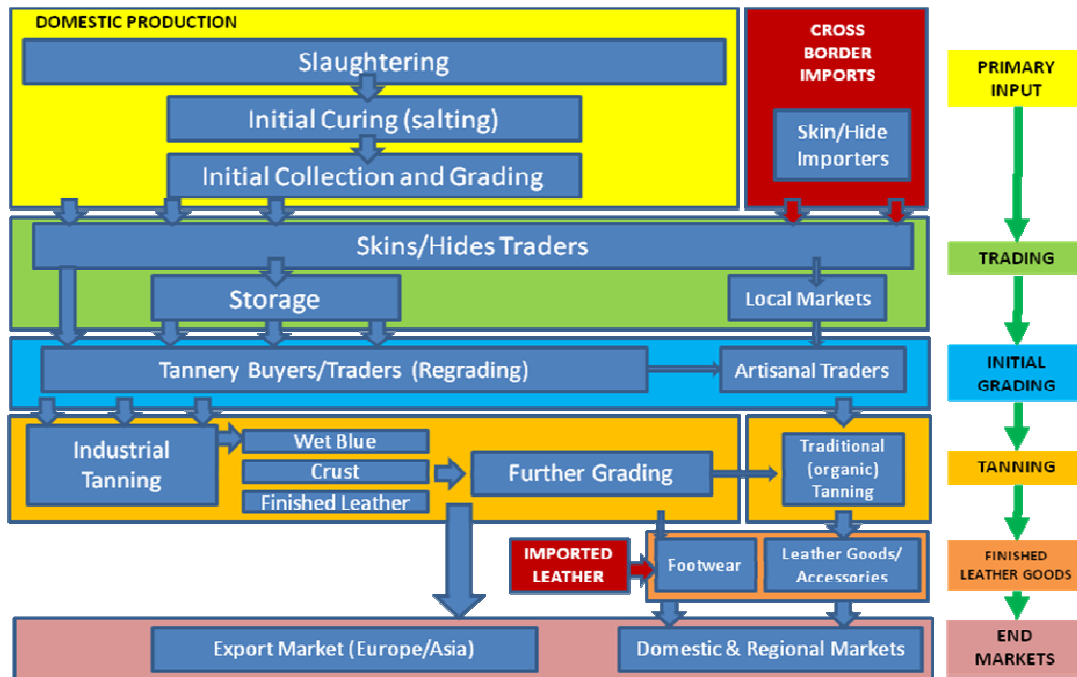 DOMESTIC PRODUCTION
Slaughtering
Initial Curing (salting)
Initial Collection and Grading
CROSS
BORDER
IMPORTS
Skin/Hide
Importers
PRIMARY
INPUT
Skins/Hides Traders
Storage
Local Markets
TRADING
Tannery Buyers/Traders (Regrading)
Artisanal Traders
INITIAL
GRADING
Industrial
Tanning
Wet Blue
Crust
Finished Leather
Further Grading
Traditional
(organic)
Tanning
TANNING
IMPORTED
LEATHER
Footwear
Leather Goods/
Accessories
FINISHED
LEATHER GOODS
Export Market (Europe/Asia)
Domestic & Regional Markets
END
MARKETS